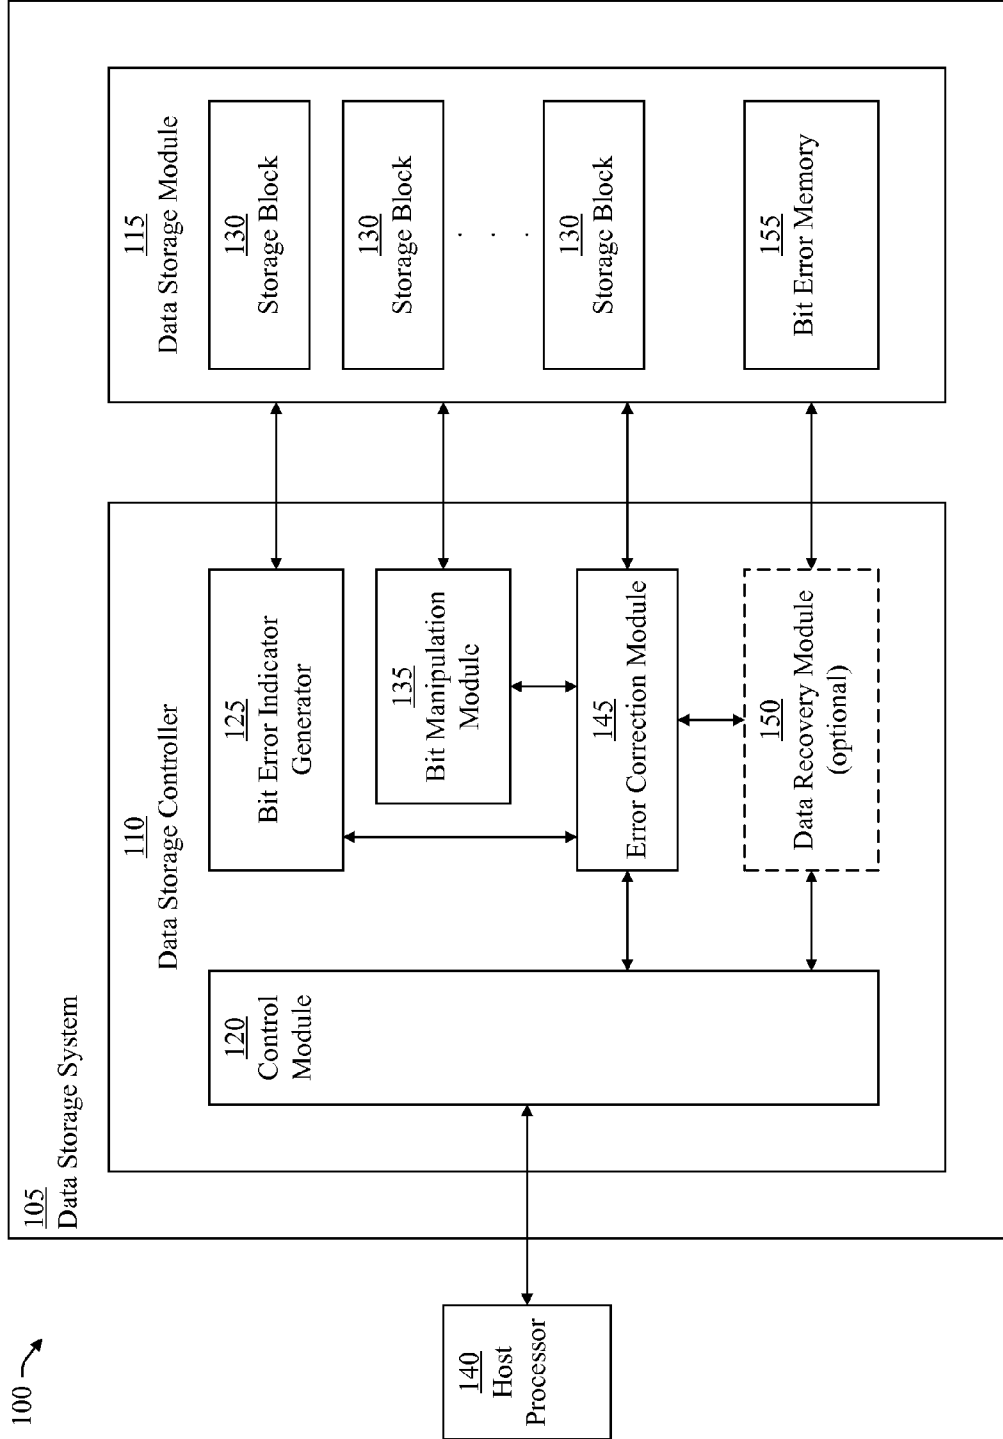 100
105
Data Storage System
110
Data Storage Controller
115
Data Storage Module
140
Host
Processor
120
Control
Module
125
Bit Error Indicator
Generator
135
Bit Manipulation
Module
145
Error Correction Module
150
Data Recovery Module
(optional)
130
Storage Block
130
Storage Block
. . .
130
Storage Block
155
Bit Error Memory